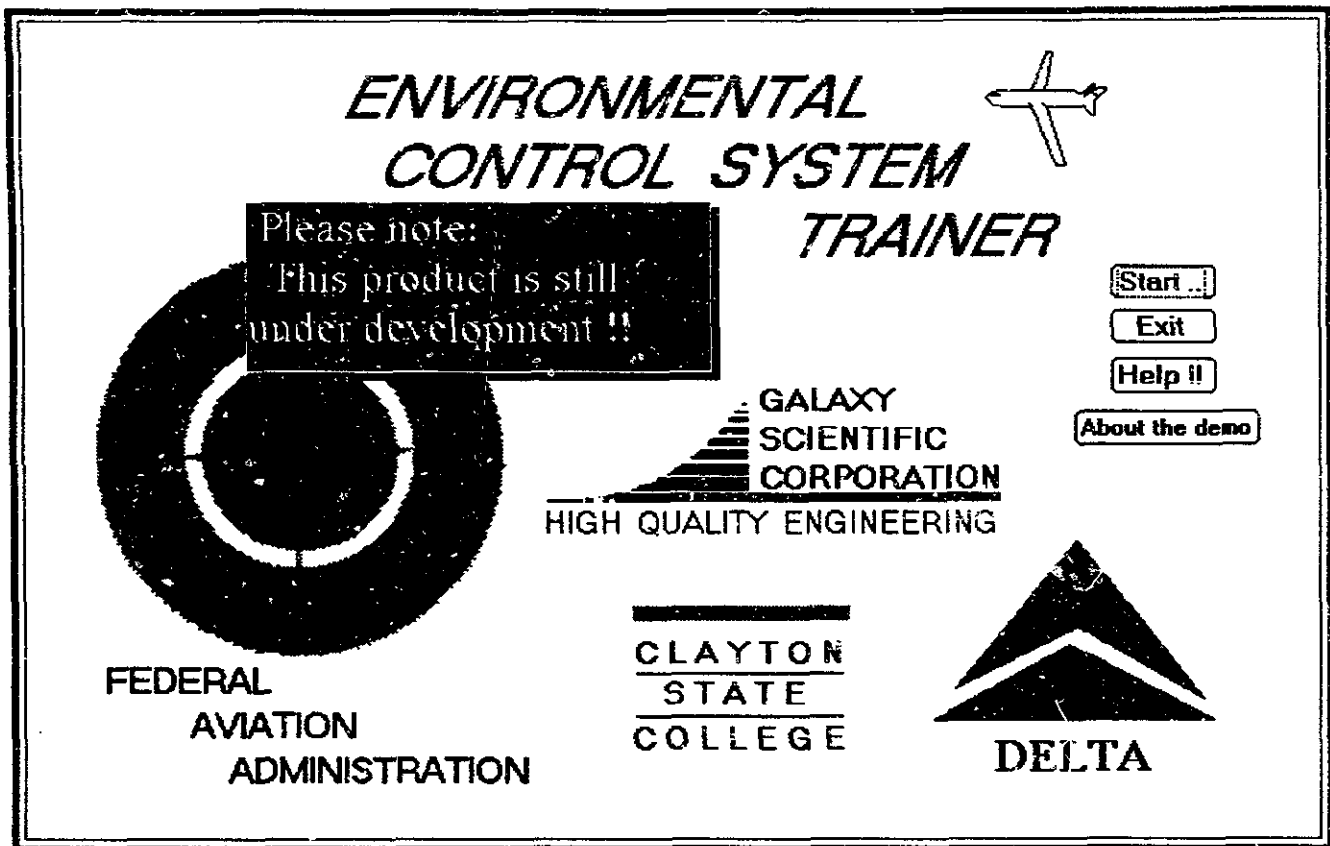 ENVIRONMENTAL
CONTROL SYSTEM
TRAINER
Please note:
This product is still
under development !!
Start ..
Exit
Help !!
About the demo
GALAXY
SCIENTIFIC
CORPORATION
HIGH QUALITY ENGINEERING
FEDERAL
AVIATION
ADMINISTRATION
CLAYTON
STATE
COLLEGE
DELTA